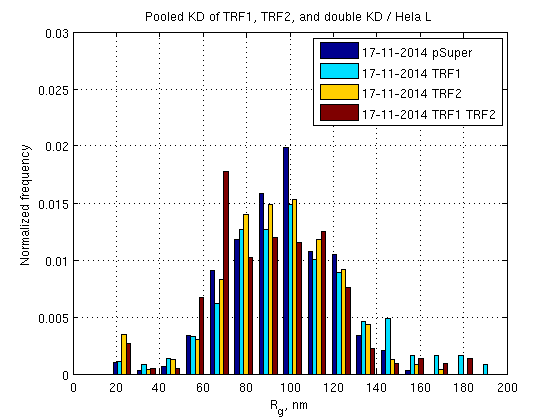 Pooled KD of TRF1, TRF2, and double KD / Hela L
0.03
0.025
0.02
0.015
0.01
0.005
0
Normalized frequency
17-11-2014 pSuper
17-11-2014 TRF1
17-11-2014 TRF2
17-11-2014 TRF1 TRF2
0 20 40 60 80 100 120 140 160 180 200
Rg, nm